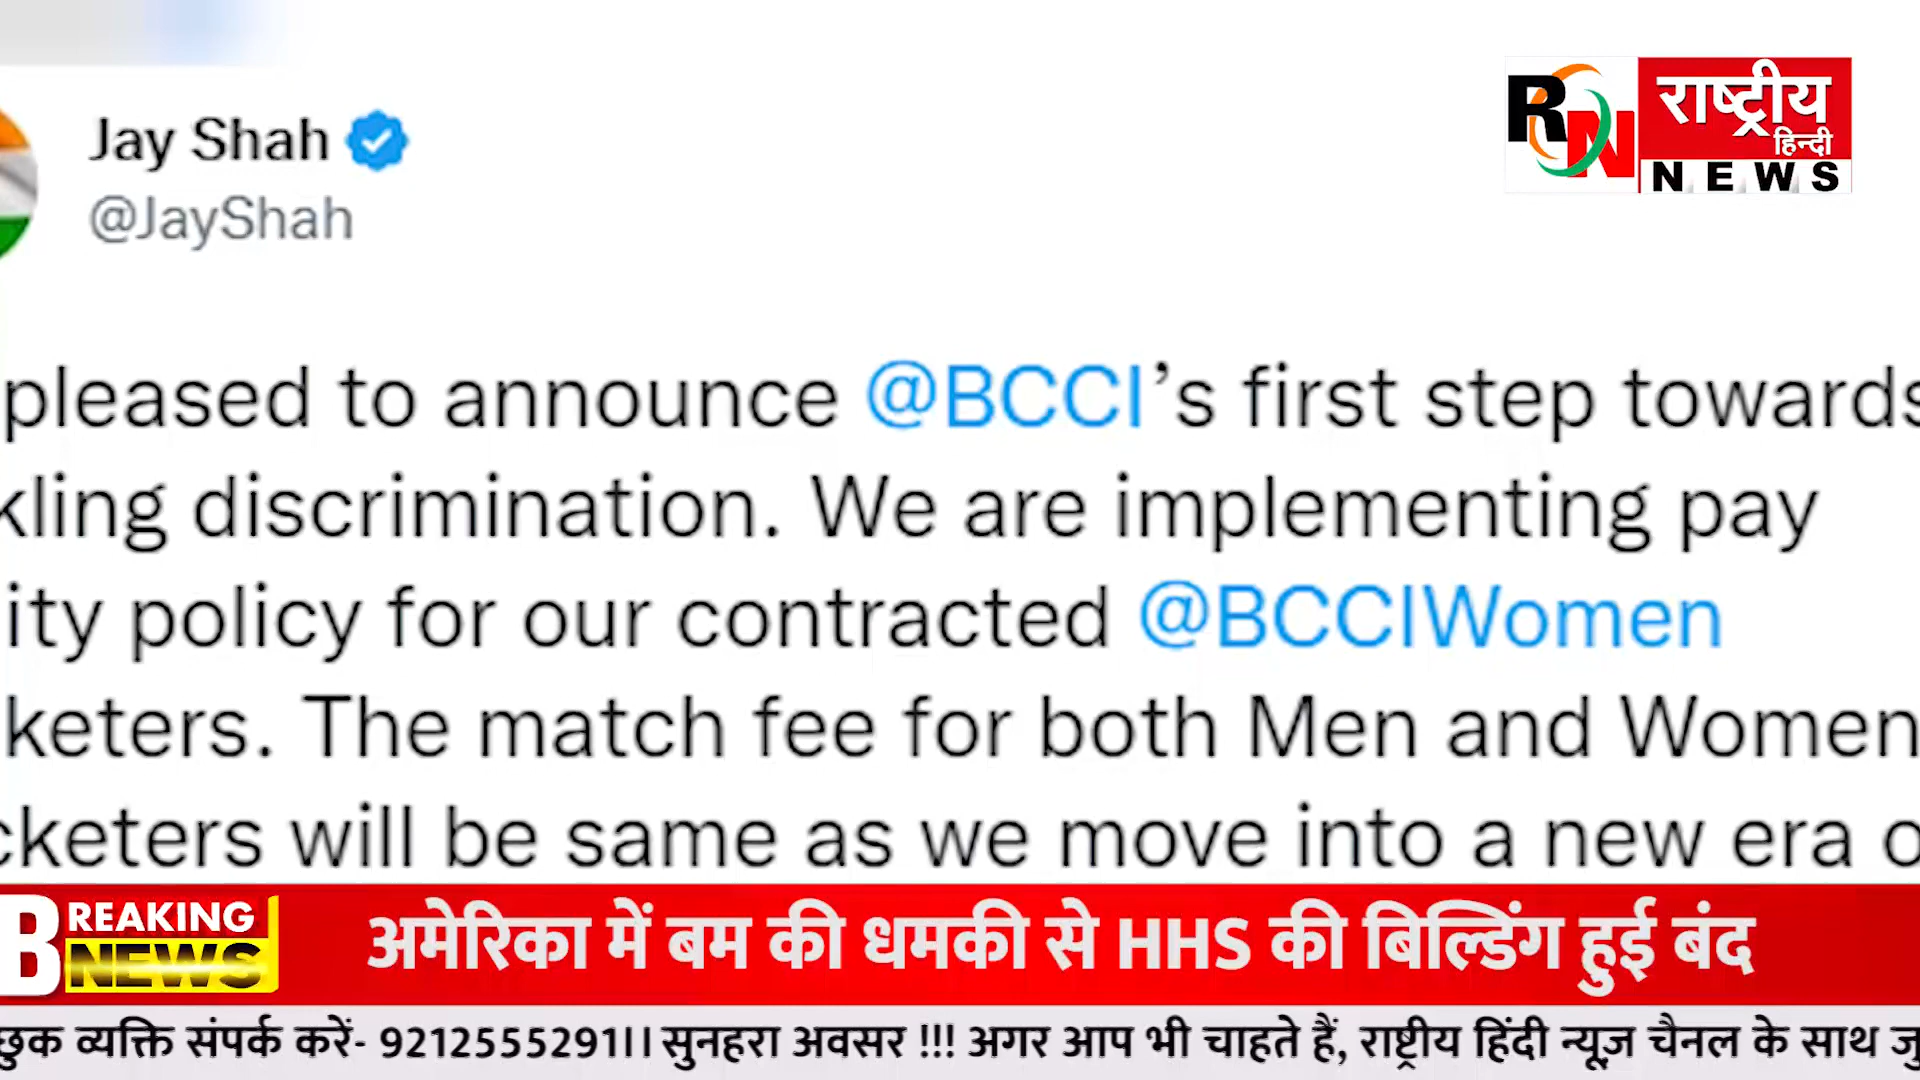 Jay Shah
@JayShah
RN राष्ट्रीय
हिन्दी
NEWS
pleased to announce @BCCI’s first step towards
kling discrimination. We are implementing pay
ity policy for our contracted @BCCIWomen
keters. The match fee for both Men and Women
cketers will be same as we move into a new era o
BREAKING
NEWS
अमेरिका में बम की धमकी से HHS की बिल्डिंग हुई बंद
छुक व्यक्ति संपर्क करें- 9212555291।। सुनहरा अवसर !!! अगर आप भी चाहते हैं, राष्ट्रीय हिंदी न्यूज़ चैनल के साथ जु